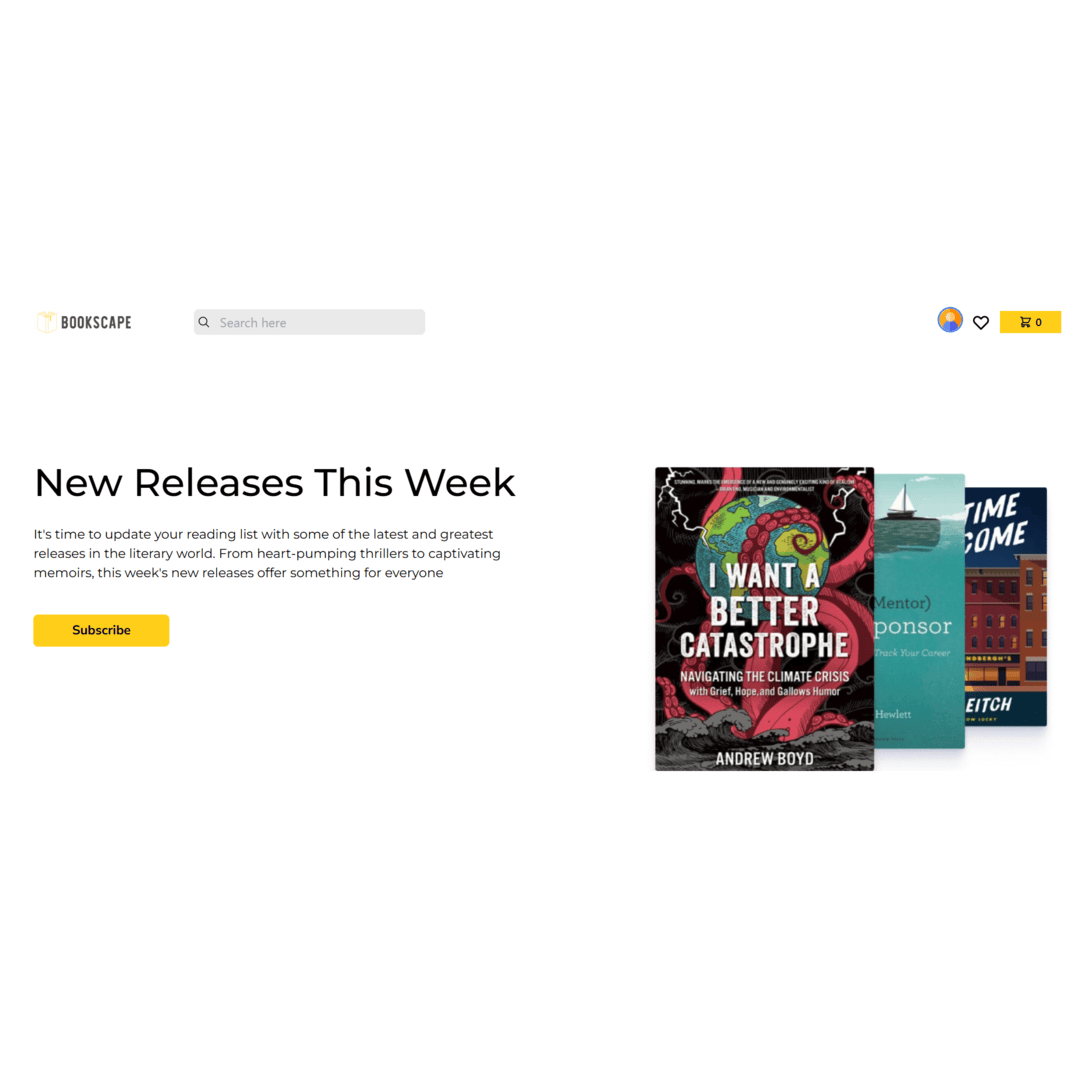 BOOKSCAPE
Search here
0
New Releases This Week
It's time to update your reading list with some of the latest and greatest
releases in the literary world. From heart-pumping thrillers to captivating
memoirs, this week's new releases offer something for everyone
Subscribe
I WANT A
BETTER
CATASTROPHE
NAVIGATING THE CLIMATE CRISIS
with Grief, Hope, and Gallows Humor
ANDREW BOYD
Mentor)
ponsor
Track Your Career
Hewlett
TIME
COME
NDBERGH'S
EITCH
OW LUCKY